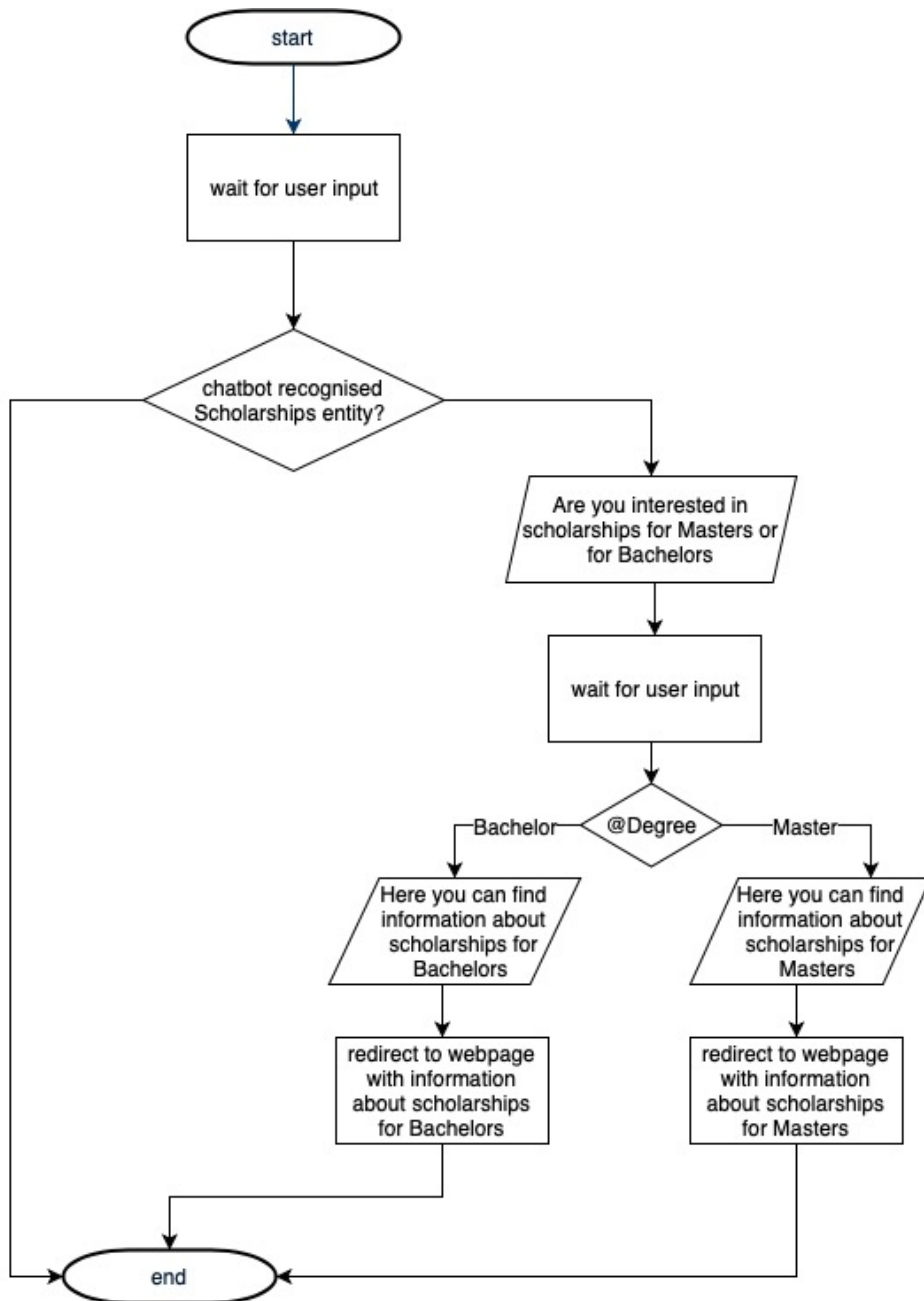 start
wait for user input
chatbot recognised
Scholarships entity?
Are you interested in
scholarships for Masters or
for Bachelors
wait for user input
Bachelor
@Degree
Master
Here you can find
information about
scholarships for
Bachelors
Here you can find
information about
scholarships for
Masters
redirect to webpage
with information
about scholarships
for Bachelors
redirect to webpage
with information
about scholarships
for Masters
end